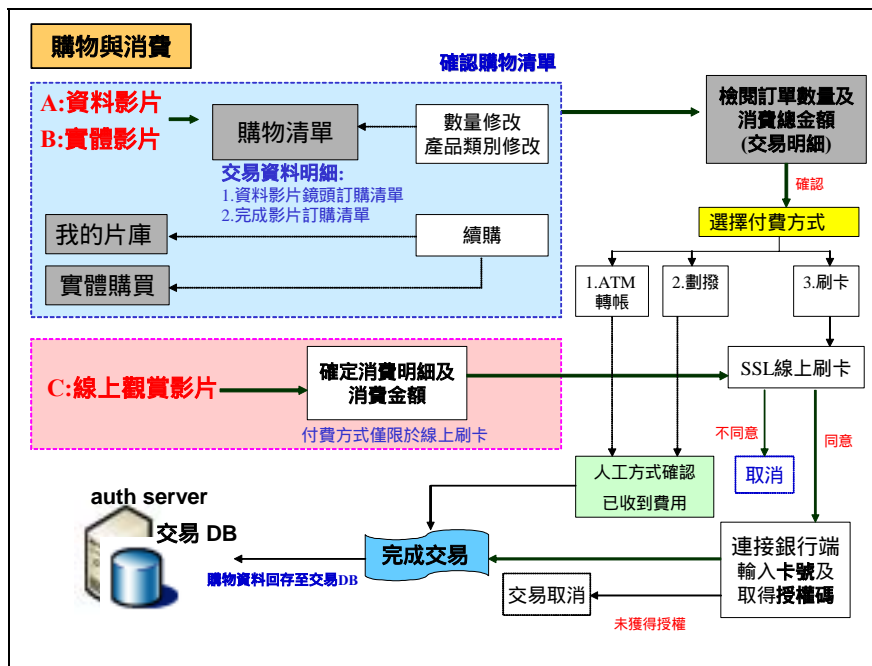 購物與消費
確認購物清單
A:資料影片
B:實體影片
購物清單
數量修改
產品類別修改
交易資料明細:
1.資料影片鏡頭訂購清單
2.完成影片訂購清單
我的片庫
續購
實體購買
檢閱訂單數量及
消費總金額
(交易明細)
確認
選擇付費方式
1.ATM
轉帳
2.劃撥
3.刷卡
C:線上觀賞影片
確定消費明細及
消費金額
付費方式僅限於線上刷卡
SSL線上刷卡
不同意
同意
取消
人工方式確認
已收到費用
auth server
交易 DB
購物資料回存至交易DB
完成交易
連接銀行端
輸入卡號及
取得授權碼
交易取消
未獲得授權